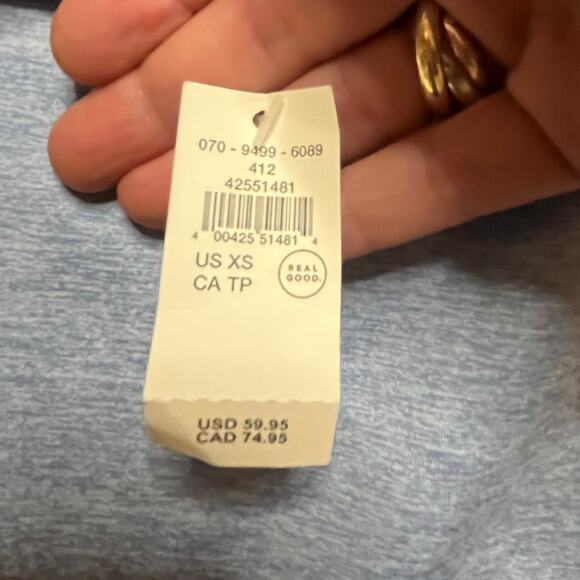 070 - 9499 - 6089
412
42551481
4 00425 51481 4
US XS
CA TP
REAL
GOOD.
USD 59.95
CAD 74.95